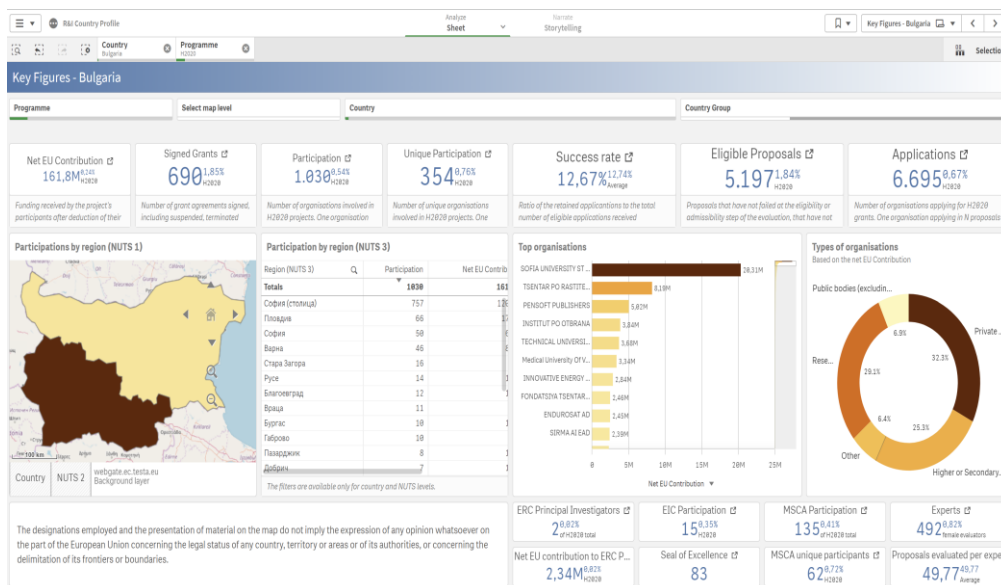 R&I Country Profile
Analyze
Sheet
Narrate
Storytelling
Key Figures - Bulgaria
Country
Bulgaria
Programme
H2020
Selectio
Key Figures - Bulgaria
Programme
Select map level
Country
Country Group
Net EU Contribution
161,8M 0,24% H2020
Funding received by the project's
participants after deduction of their
Signed Grants
690 1,85% H2020
Number of grant agreements signed,
including suspended, terminated
Participation
1.030 0,54% H2020
Number of organisations involved in
H2020 projects. One organisation
Unique Participation
354 0,76% H2020
Number of unique organisations
involved in H2020 projects. One
Success rate
12,67% 12,74% Average
Ratio of the retained applications to the total
number of eligible applications received
Eligible Proposals
5.197 1,84% H2020
Proposals that have not failed at the eligibility or
admissibility step of the evaluation, that have not
Applications
6.695 0,67% H2020
Number of organisations applying for H2020
grants. One organisation applying in N proposals
Participations by region (NUTS 1)
100 km
Country
NUTS 2
webgate.ec.testa.eu
Background layer
Participation by region (NUTS 3)
Region (NUTS 3) Participation Net EU Contrib
Totals 1030 161
София (столица) 757
Пловдив 66
София 50
Варна 46
Стара Загора 16
Русе 14
Благоевград 12
Враца 11
Бургас 10
Габрово 10
Пазарджик 8
Добрич 7
The filters are available only for country and NUTS levels.
Top organisations
SOFIA UNIVERSITY ST ... 20,31M
TSENTAR PO RASTITE... 8,19M
PENSOFT PUBLISHERS 5,02M
INSTITUT PO OTBRANA 3,84M
TECHNICAL UNIVERSI... 3,68M
Medical University Of V... 3,34M
INNOVATIVE ENERGY ... 2,84M
FONDATSIYA TSENTAR... 2,46M
ENDUROSAT AD 2,45M
SIRMA AI EAD 2,39M
0 5M 10M 15M 20M 25M
Net EU Contribution
Types of organisations
Based on the net EU Contribution
Public bodies (excludin...
Private ...
Rese...
Other
Higher or Secondary...
6.9%
32.3%
29.1%
6.4%
25.3%
The designations employed and the presentation of material on the map do not imply the expression of any opinion whatsoever on
the part of the European Union concerning the legal status of any country, territory or areas or of its authorities, or concerning the
delimitation of its frontiers or boundaries.
ERC Principal Investigators
2 0,02% of H2020 total
EIC Participation
15 0,35% H2020
MSCA Participation
135 0,41% of H2020 total
Experts
492 0,82% female evaluators
Net EU contribution to ERC P...
2,34M 0,02% H2020
Seal of Excellence
83
MSCA unique participants
62 0,72% H2020
Proposals evaluated per expe
49,77 49,77 Average